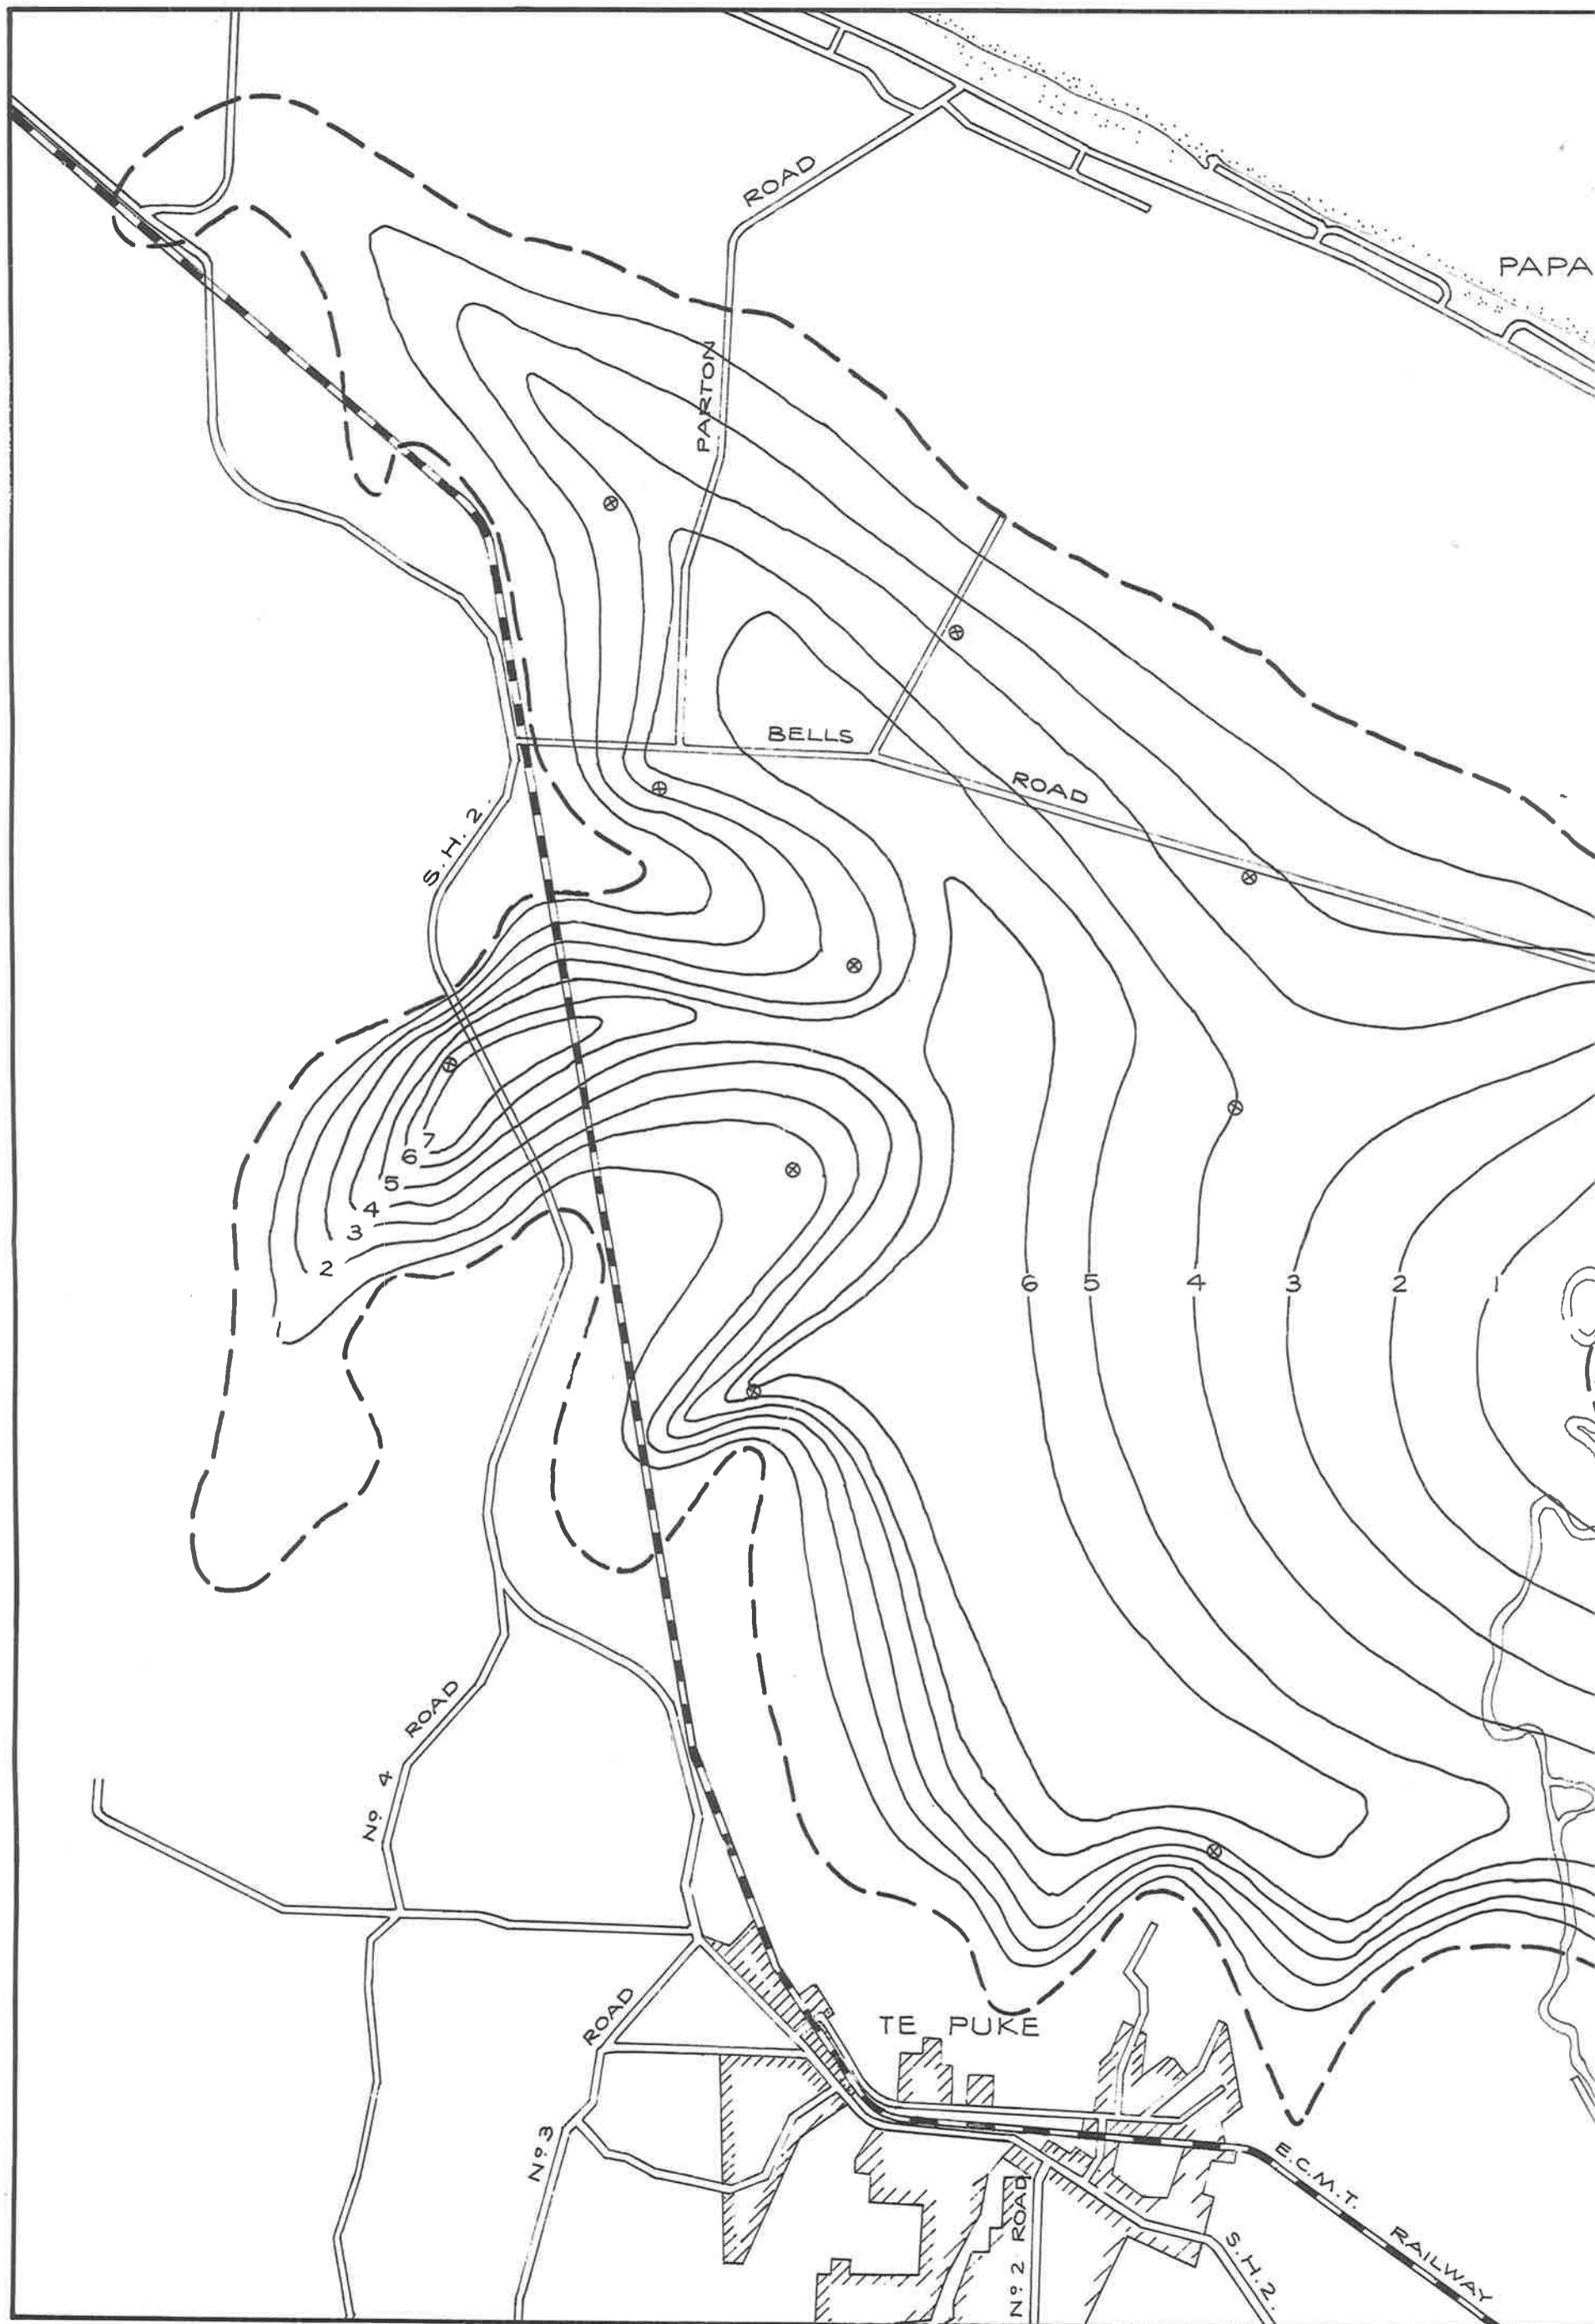 ROAD
PAPA
PARTON
BELLS
ROAD
S.H. 2.
7
6
5
4
3
2
1
6
5
4
3
2
1
ROAD
Nº 4
ROAD
TE PUKE
Nº 3
E.C.M.T.
RAILWAY
Nº 2 ROAD
S.H. 2.